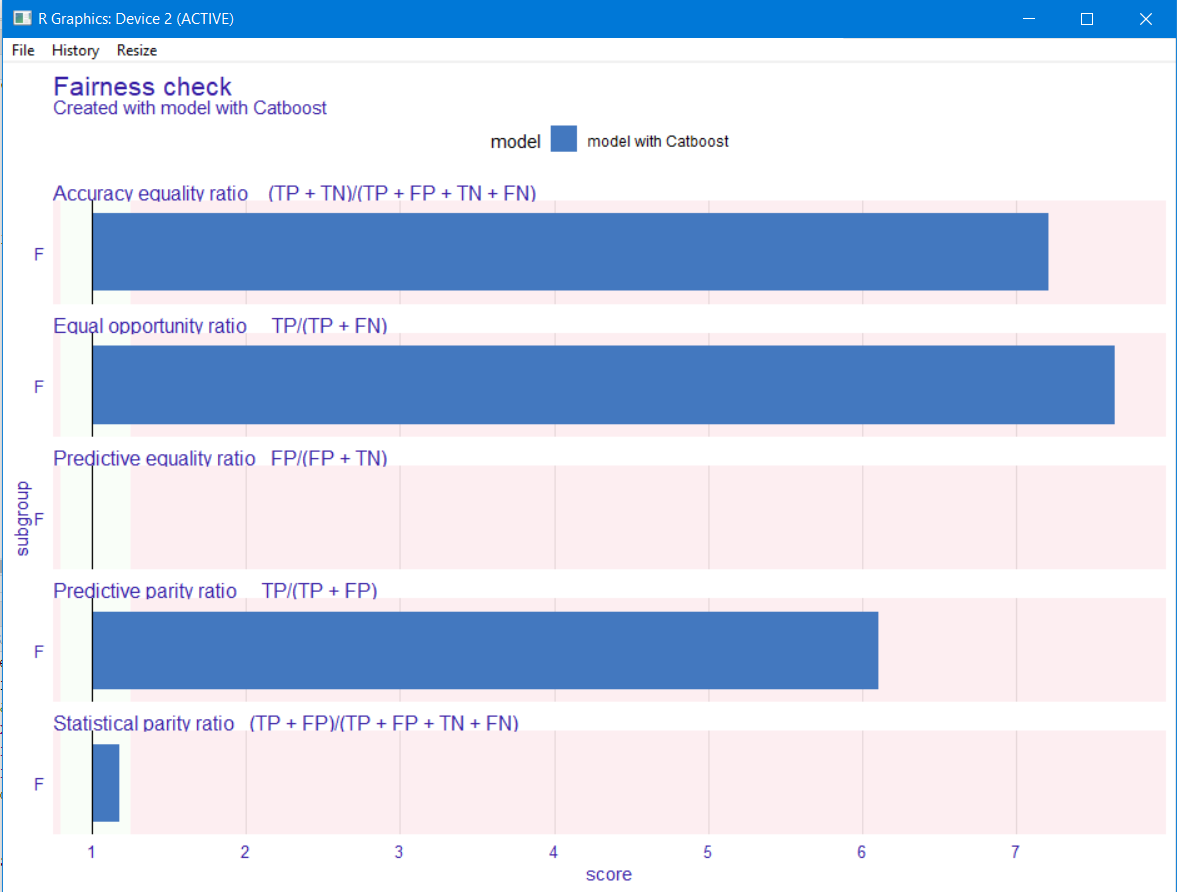 R Graphics: Device 2 (ACTIVE)
File History Resize
Fairness check
Created with model with Catboost
model model with Catboost
Accuracy equality ratio (TP + TN)/(TP + FP + TN + FN)
F
Equal opportunity ratio TP/(TP + FN)
F
Predictive equality ratio FP/(FP + TN)
F
subgroup
Predictive parity ratio TP/(TP + FP)
F
Statistical parity ratio (TP + FP)/(TP + FP + TN + FN)
F
1 2 3 4 5 6 7
score